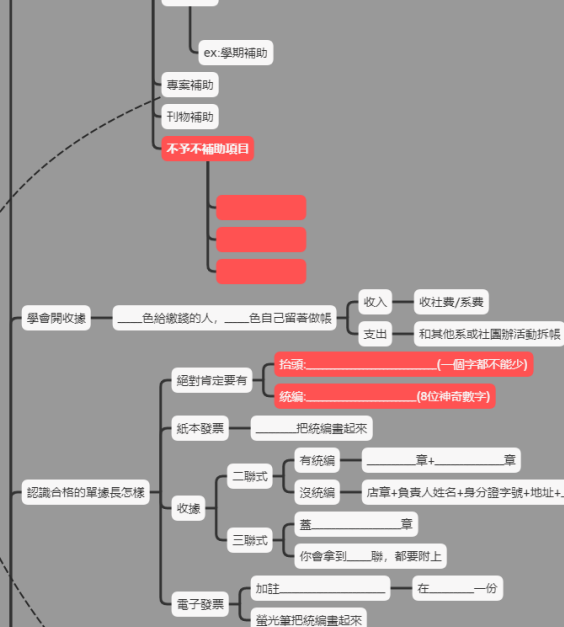 ex:學期補助
專案補助
刊物補助
不予不補助項目
學會開收據
____色給繳錢的人，____色自己留著做帳
收入
收社費/系費
支出
和其他系或社團辦活動拆帳
認識合格的單據長怎樣
絕對肯定要有
抬頭:____________________(一個字都不能少)
統編:_________________(8位神奇數字)
紙本發票
______把統編畫起來
收據
二聯式
有統編
________章+___________章
沒統編
店章+負責人姓名+身分證字號+地址+
三聯式
蓋______________章
你會拿到____聯，都要附上
電子發票
加註________________
在_______一份
螢光筆把統編畫起來